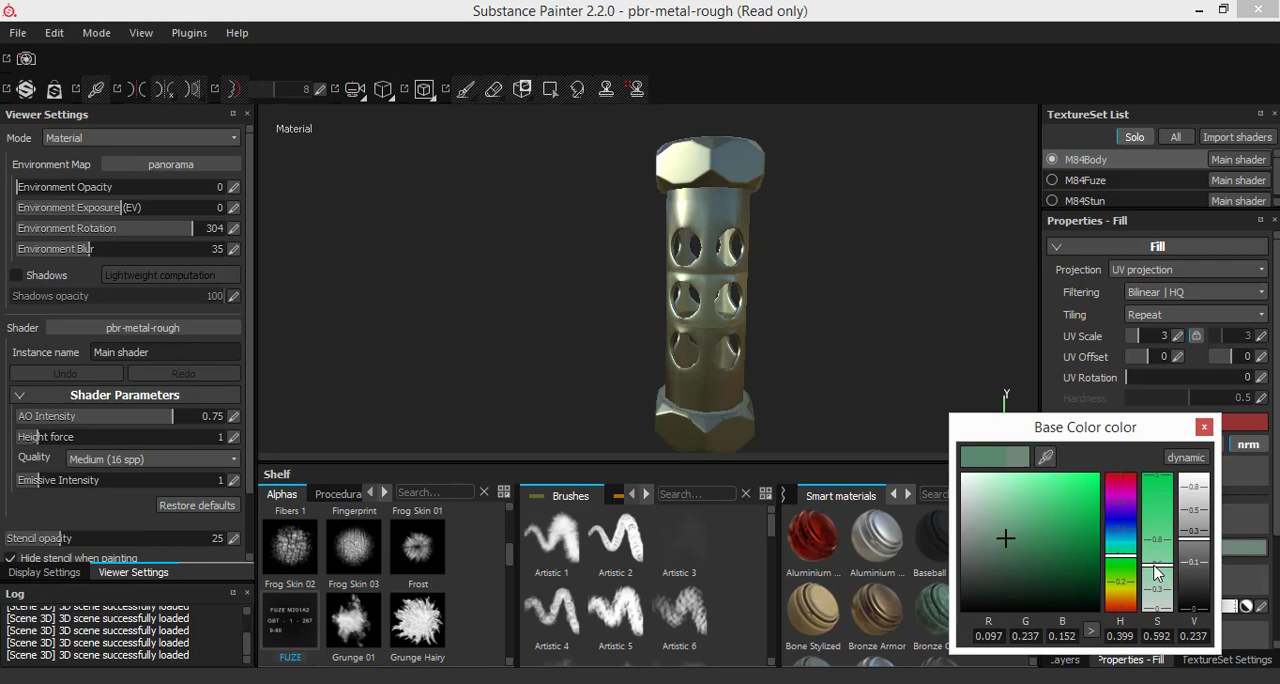 Substance Painter 2.2.0 - pbr-metal-rough (Read only)
File Edit Mode View Plugins Help
8
Viewer Settings
Mode Material
Environment Map panorama
Environment Opacity 0
Environment Exposure (EV) 0
Environment Rotation 304
Environment Blur 35
Shadows Lightweight computation
Shadows opacity 100
Shader pbr-metal-rough
Instance name Main shader
Undo Redo
Shader Parameters
AO Intensity 0.75
Height force 1
Quality Medium (16 spp)
Emissive Intensity 1
Restore defaults
Stencil opacity 25
Hide stencil when painting
Display Settings Viewer Settings
Log
[Scene 3D] 3D scene successfully loaded
[Scene 3D] 3D scene successfully loaded
[Scene 3D] 3D scene successfully loaded
[Scene 3D] 3D scene successfully loaded
[Scene 3D] 3D scene successfully loaded
Material
Y
Shelf
Alphas Procedura Search...
Fibers 1 Fingerprint Frog Skin 01
Frog Skin 02 Frog Skin 03 Frost
FUZE M201A2
FUZE Grunge 01 Grunge Hairy
Brushes Search...
Artistic 1 Artistic 2 Artistic 3
Artistic 4 Artistic 5 Artistic 6
Smart materials Search
Aluminium ... Aluminium ... Baseball
Bone Stylized Bronze Armor Bronze
TextureSet List
Solo All Import shaders
M84Body Main shader
M84Fuze Main shader
M84Stun Main shader
Properties - Fill
Fill
Projection UV projection
Filtering Bilinear | HQ
Tiling Repeat
UV Scale 3 3
UV Offset 0 0
UV Rotation 0
Hardness 0.5
nrm
Base Color color
dynamic
R G B H S V
0.097 0.237 0.152 > 0.399 0.592 0.237
Layers Properties - Fill TextureSet Settings